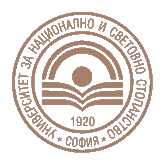 УНИВЕРСИТЕТ ЗА НАЦИОНАЛНО И СВЕТОВНО СТОПАНСТВО
* СОФИЯ *
1920